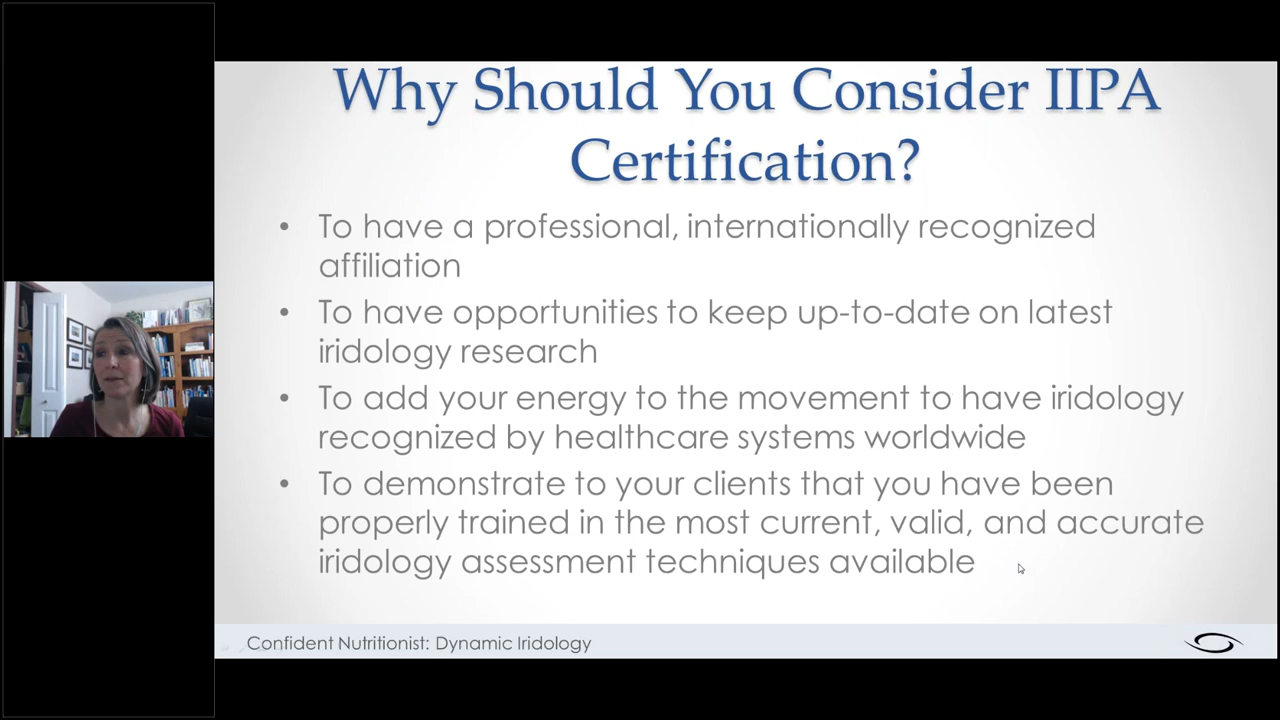 Why Should You Consider IIPA
Certification?
• To have a professional, internationally recognized
affiliation
• To have opportunities to keep up-to-date on latest
iridology research
• To add your energy to the movement to have iridology
recognized by healthcare systems worldwide
• To demonstrate to your clients that you have been
properly trained in the most current, valid, and accurate
iridology assessment techniques available
Confident Nutritionist: Dynamic Iridology